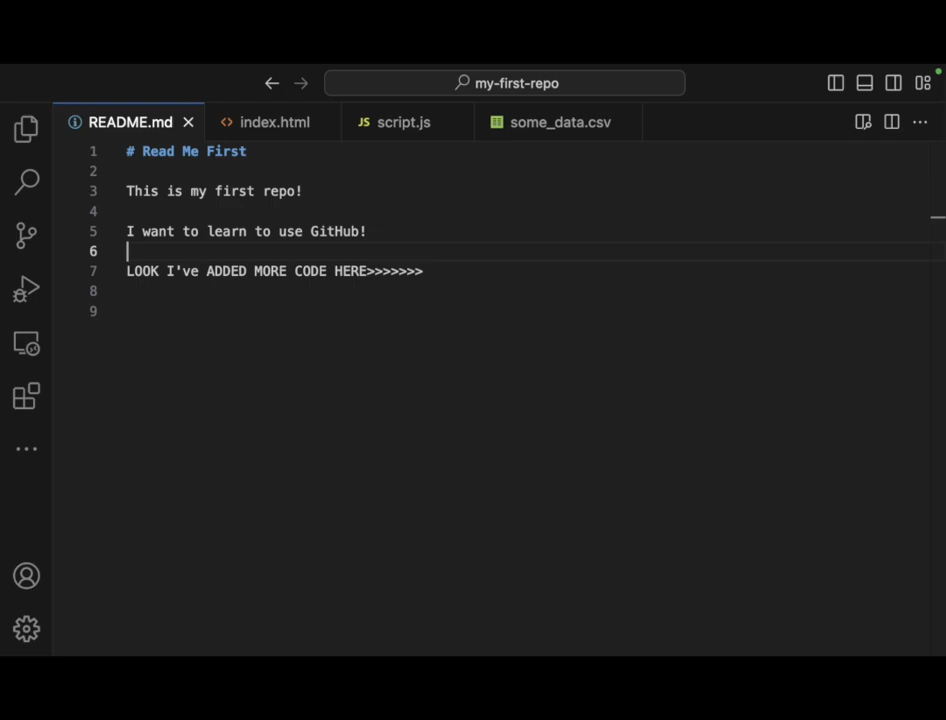 my-first-repo
README.md index.html JS script.js some_data.csv
1 # Read Me First
2
3 This is my first repo!
4
5 I want to learn to use GitHub!
6
7 LOOK I've ADDED MORE CODE HERE>>>>>>>
8
9